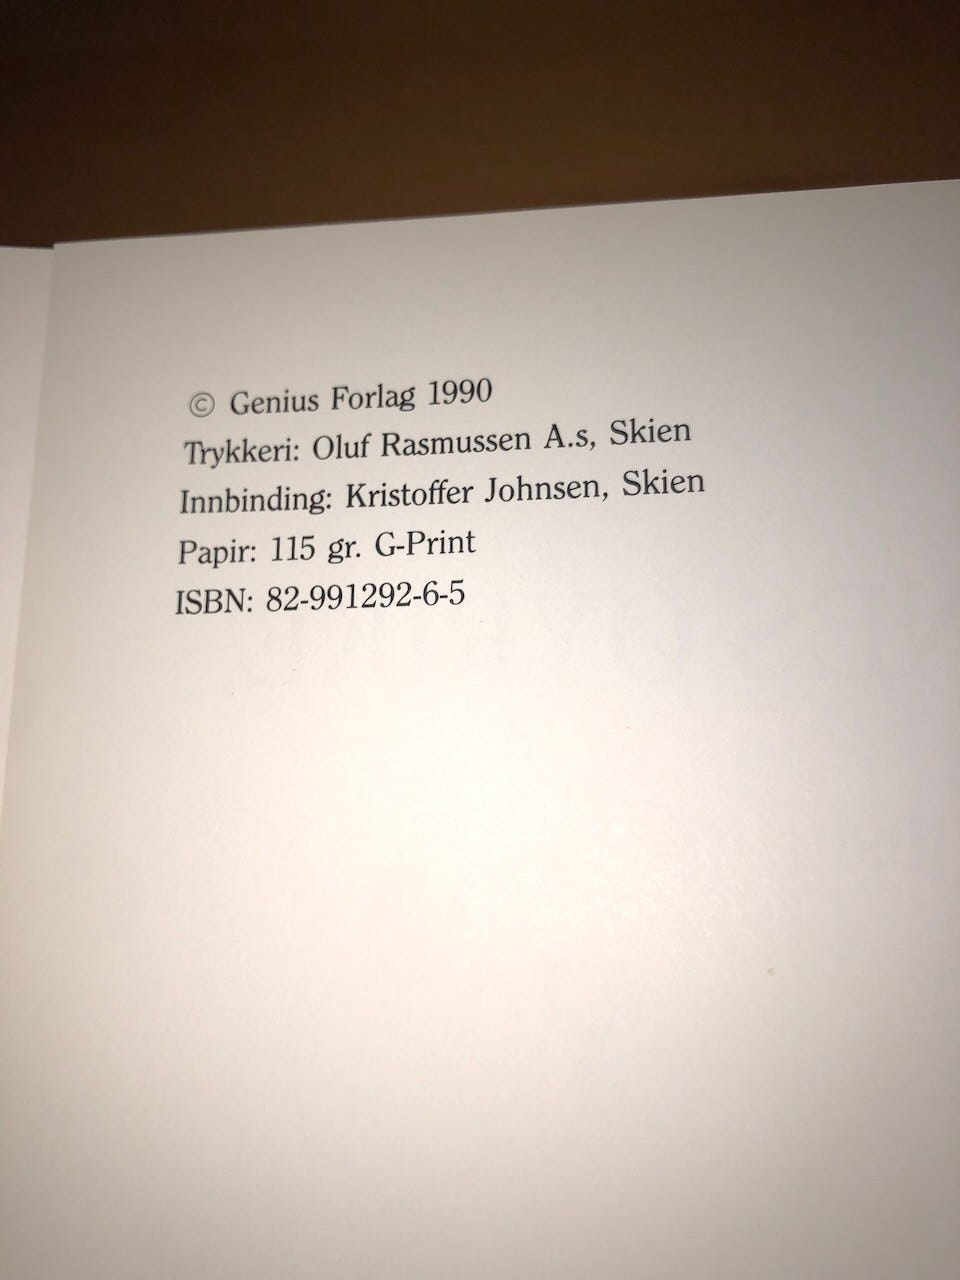 © Genius Forlag 1990
Trykkeri: Oluf Rasmussen A.s, Skien
Innbinding: Kristoffer Johnsen, Skien
Papir: 115 gr. G-Print
ISBN: 82-991292-6-5